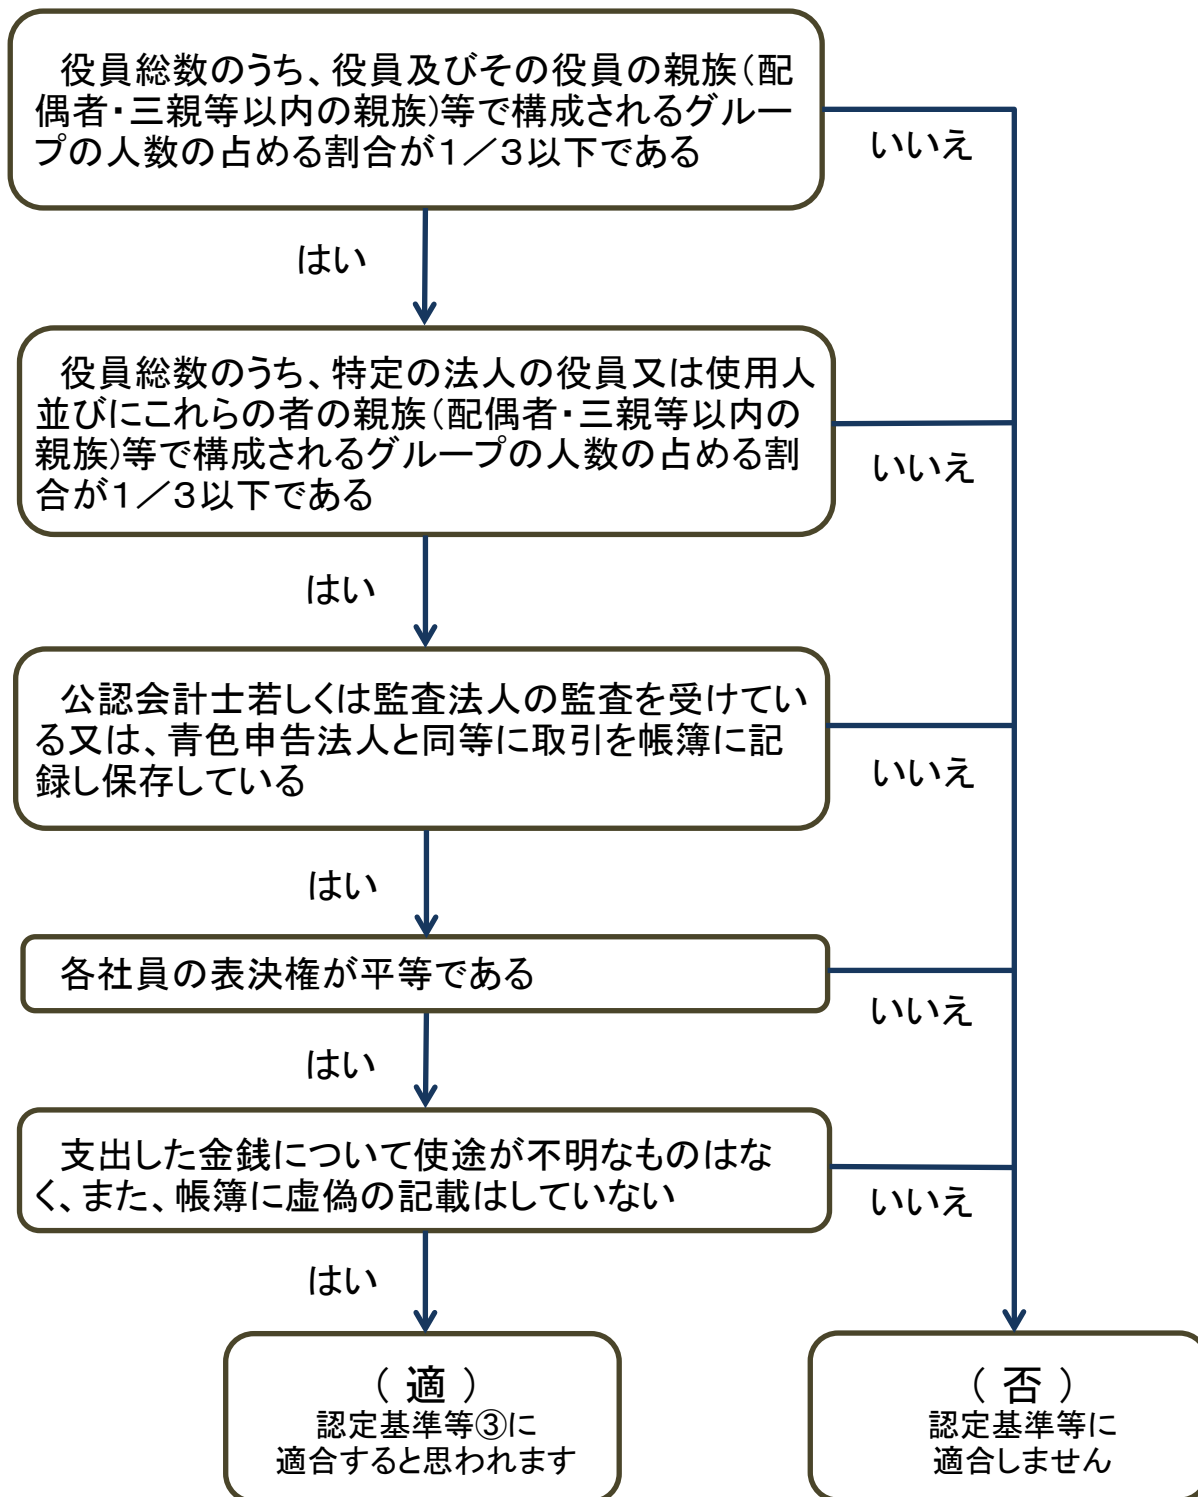 役員総数のうち、役員及びその役員の親族(配
偶者・三親等以内の親族)等で構成されるグルー
プの人数の占める割合が1/3以下である
いいえ
はい
役員総数のうち、特定の法人の役員又は使用人
並びにこれらの者の親族(配偶者・三親等以内の
親族)等で構成されるグループの人数の占める割
合が1/3以下である
いいえ
はい
公認会計士若しくは監査法人の監査を受けてい
る又は、青色申告法人と同等に取引を帳簿に記
録し保存している
いいえ
はい
各社員の表決権が平等である
いいえ
はい
支出した金銭について使途が不明なものはな
く、また、帳簿に虚偽の記載はしていない
いいえ
はい
( 適 )
認定基準等③に
適合すると思われます
( 否 )
認定基準等に
適合しません